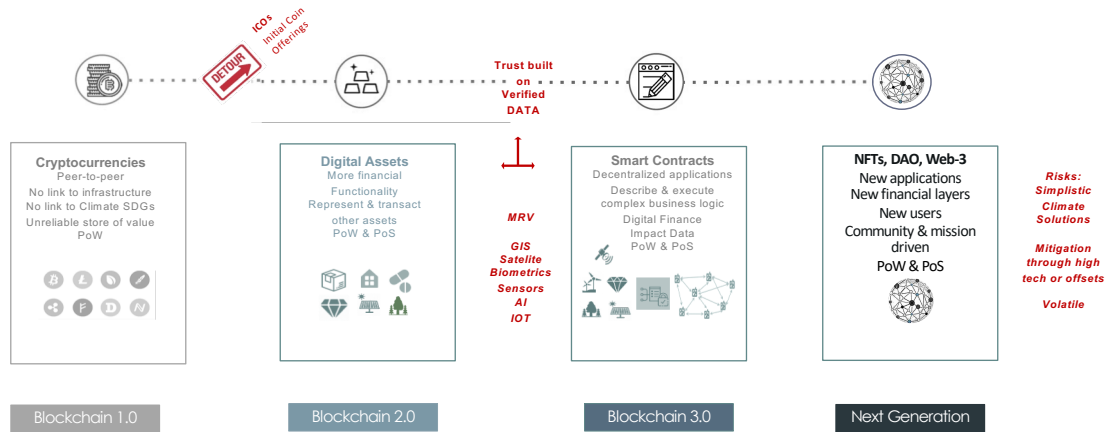 ICOs
Initial Coin
Offerings
DETOUR
Trust built
on
Verified
DATA
Cryptocurrencies
Peer-to-peer
No link to infrastructure
No link to Climate SDGs
Unreliable store of value
PoW
Digital Assets
More financial
Functionality
Represent & transact
other assets
PoW & PoS
MRV
GIS
Satelite
Biometrics
Sensors
AI
IOT
Smart Contracts
Decentralized applications
Describe & execute
complex business logic
Digital Finance
Impact Data
PoW & PoS
NFTs, DAO, Web-3
New applications
New financial layers
New users
Community & mission
driven
PoW & PoS
Risks:
Simplistic
Climate
Solutions
Mitigation
through high
tech or offsets
Volatile
Blockchain 1.0
Blockchain 2.0
Blockchain 3.0
Next Generation